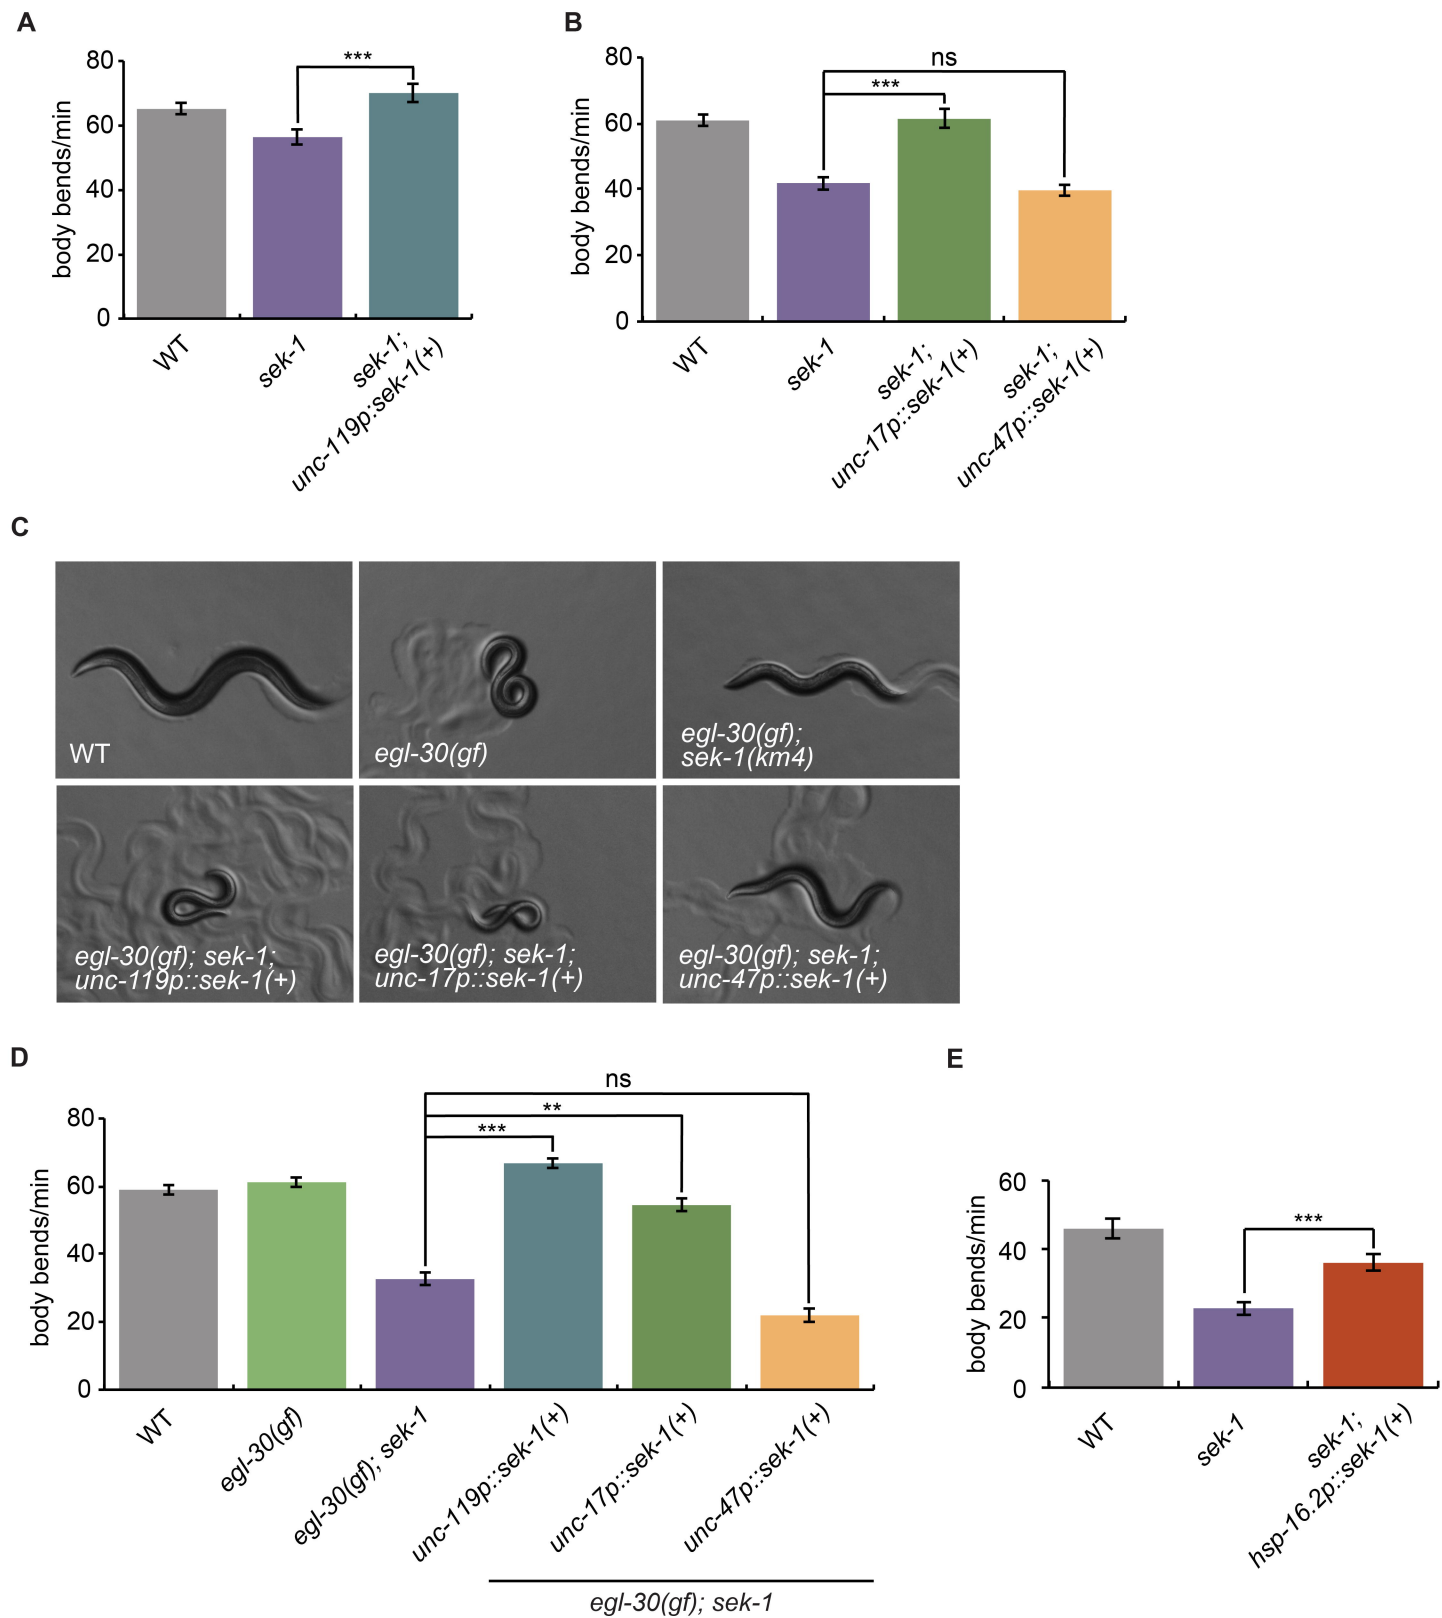 A
80
60
40
20
0
body bends/min
***
WT
sek-1
sek-1;
unc-119p:sek-1(+)
B
80
60
40
20
0
body bends/min
ns
***
WT
sek-1
sek-1;
unc-17p::sek-1(+)
sek-1;
unc-47p::sek-1(+)
C
WT
egl-30(gf)
egl-30(gf);
sek-1(km4)
egl-30(gf); sek-1;
unc-119p::sek-1(+)
egl-30(gf); sek-1;
unc-17p::sek-1(+)
egl-30(gf); sek-1;
unc-47p::sek-1(+)
D
80
60
40
20
0
body bends/min
ns
**
***
WT
egl-30(gf)
egl-30(gf); sek-1
unc-119p::sek-1(+)
unc-17p::sek-1(+)
unc-47p::sek-1(+)
egl-30(gf); sek-1
E
60
40
20
0
body bends/min
***
WT
sek-1
sek-1;
hsp-16.2p::sek-1(+)